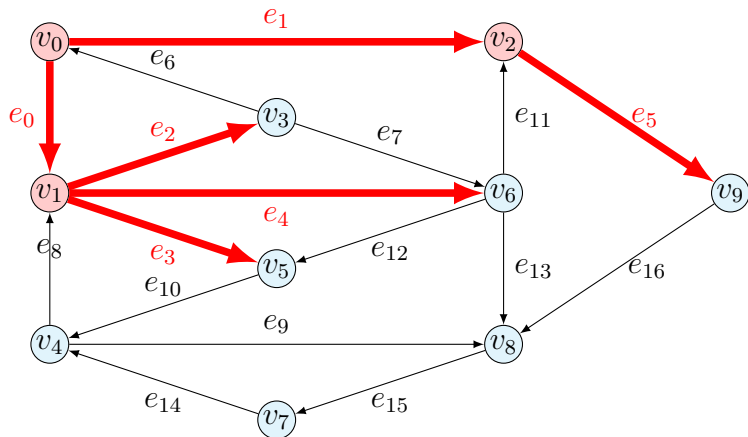 e₁
v₀
v₂
e₆
e₀
e₂
v₃
e₇
e₁₁
e₅
v₁
e₄
v₆
v₉
e₈
e₃
v₅
e₁₂
e₁₃
e₁₆
e₁₀
e₉
v₄
v₈
e₁₄
v₇
e₁₅